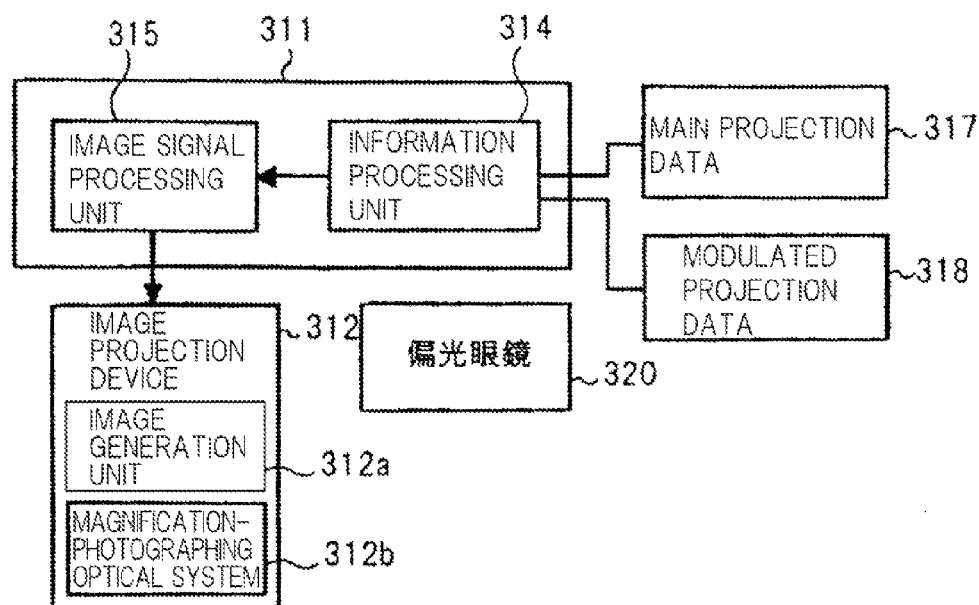 315
311
314
IMAGE SIGNAL
PROCESSING
UNIT
INFORMATION
PROCESSING
UNIT
MAIN PROJECTION
DATA
317
MODULATED
PROJECTION
DATA
318
IMAGE
PROJECTION
DEVICE
312
偏光眼鏡
320
IMAGE
GENERATION
UNIT
312a
MAGNIFICATION-
PHOTOGRAPHING
OPTICAL SYSTEM
312b